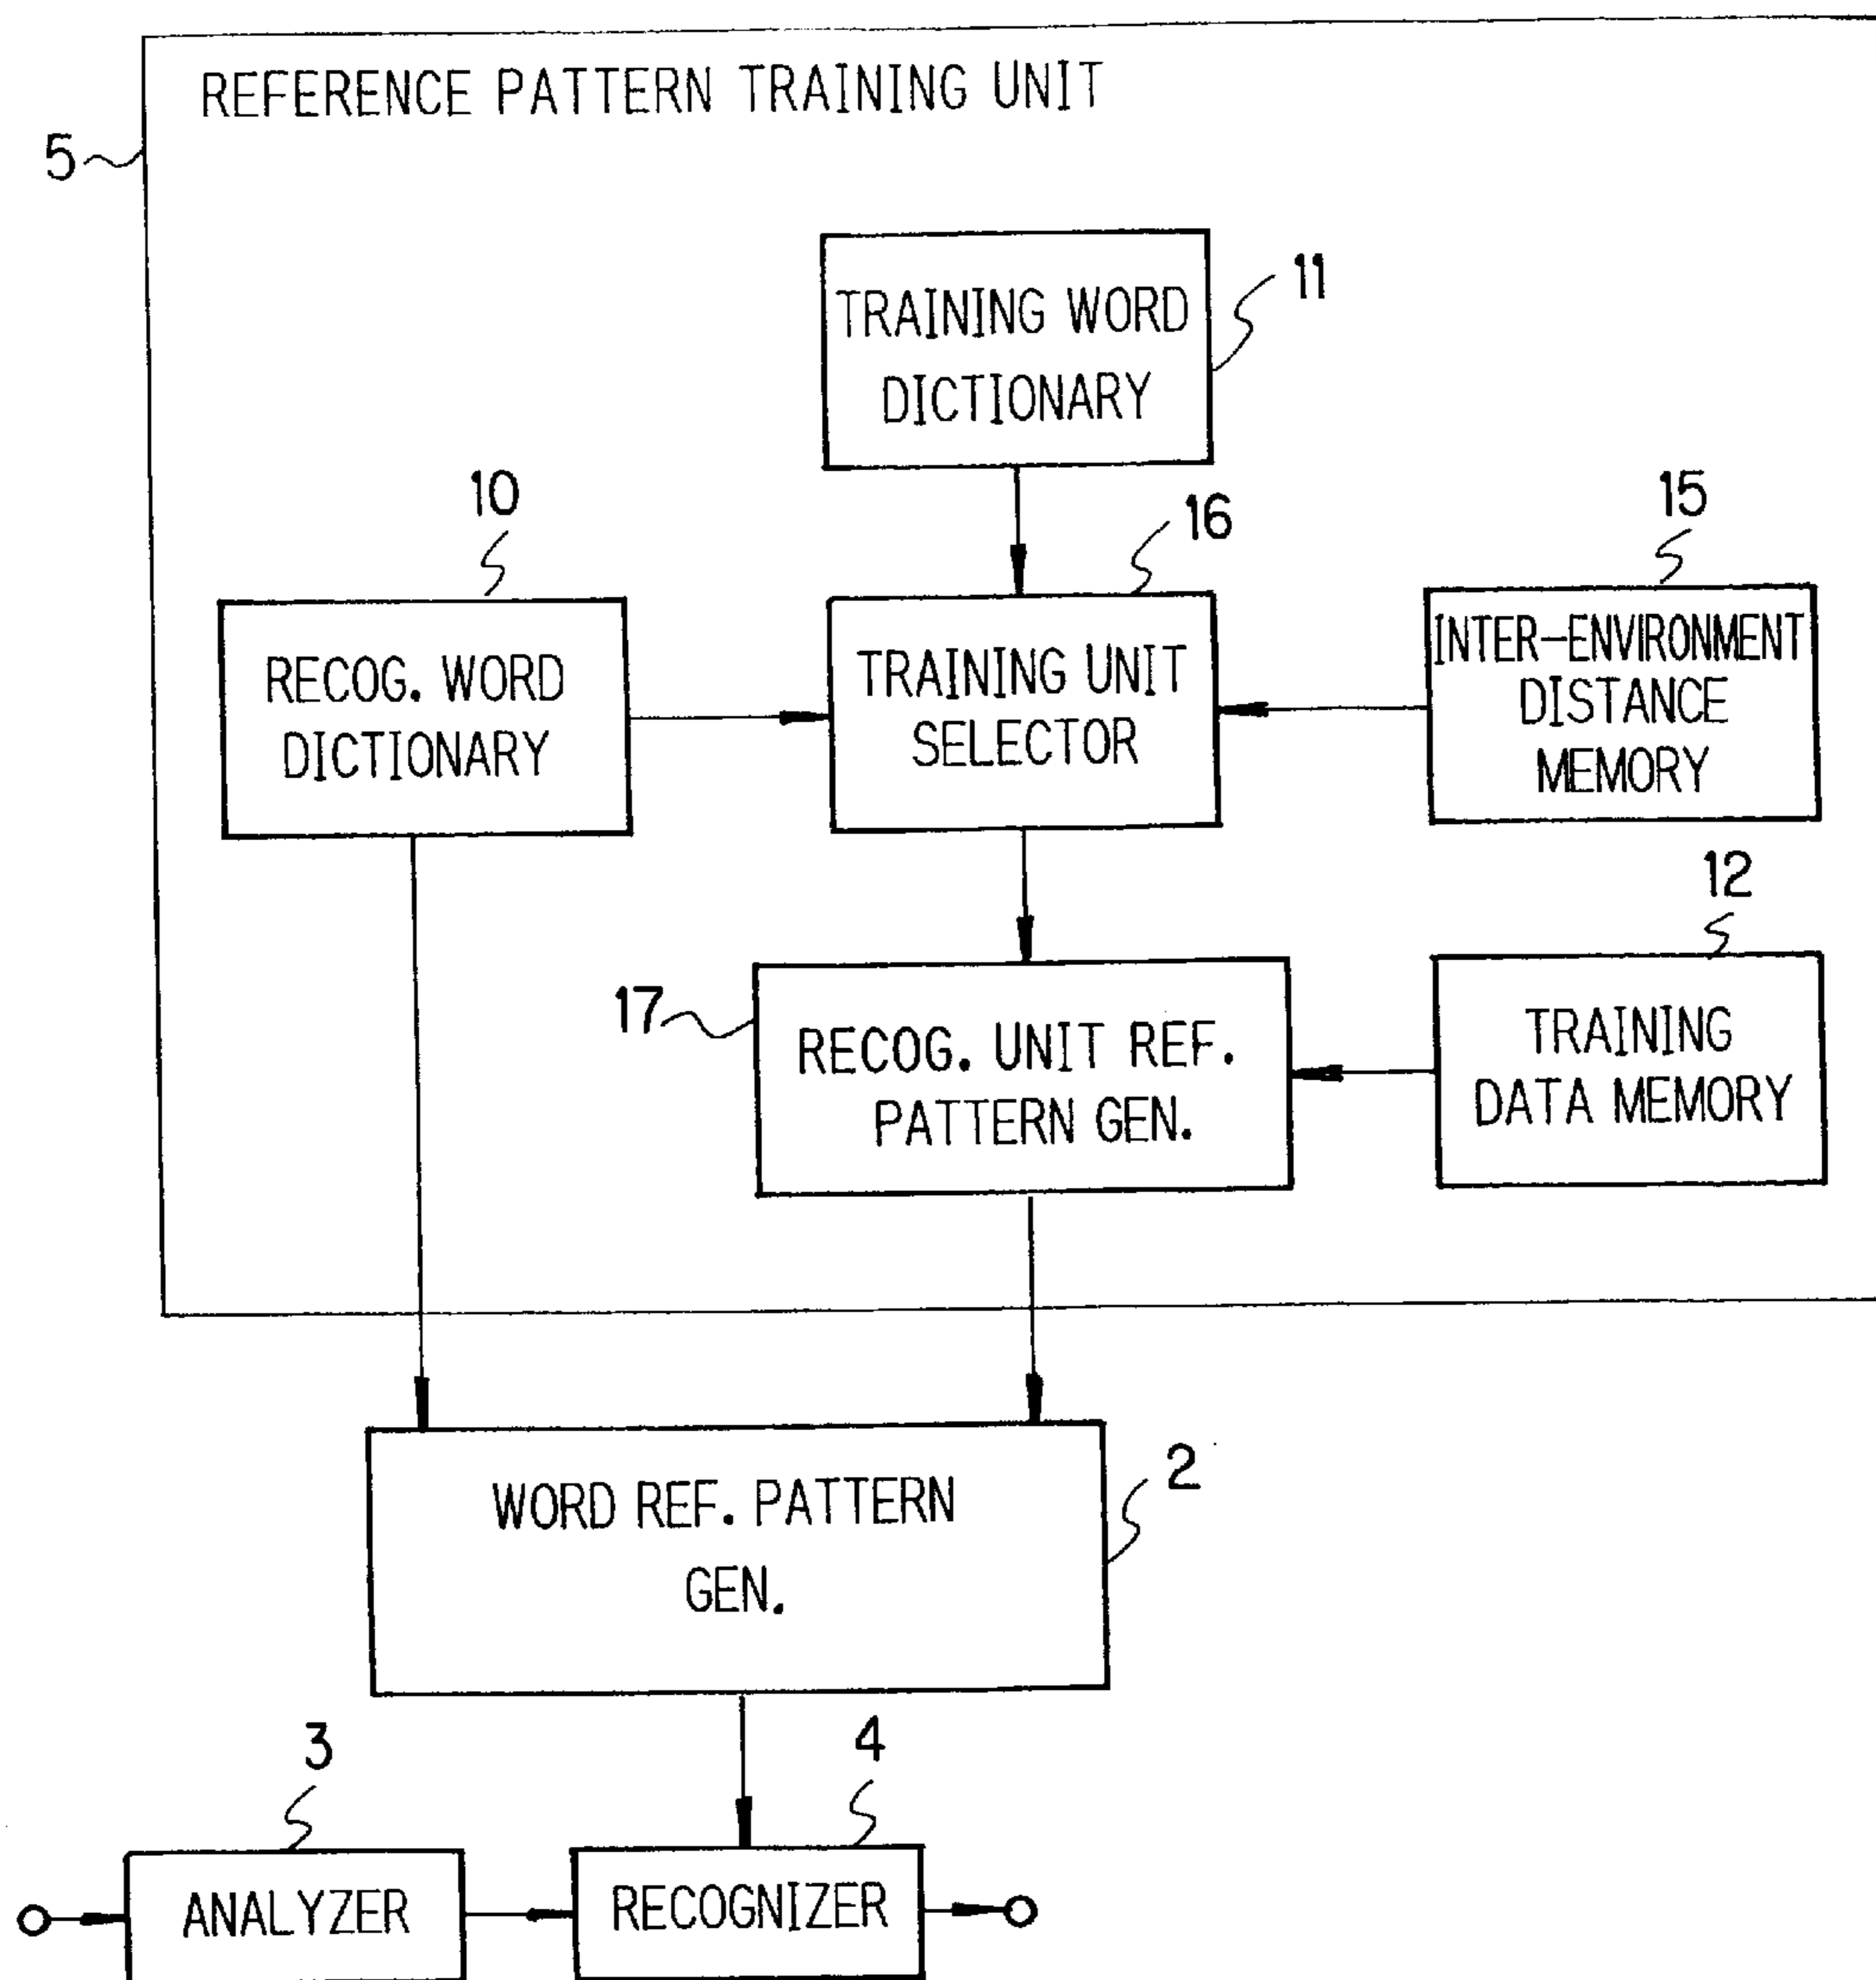 REFERENCE PATTERN TRAINING UNIT
5
11
TRAINING WORD
DICTIONARY
10
16
15
RECOG. WORD
DICTIONARY
TRAINING UNIT
SELECTOR
INTER-ENVIRONMENT
DISTANCE
MEMORY
12
17
RECOG. UNIT REF.
PATTERN GEN.
TRAINING
DATA MEMORY
2
WORD REF. PATTERN
GEN.
3
4
ANALYZER
RECOGNIZER